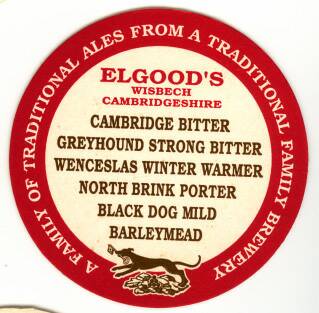 A FAMILY OF TRADITIONAL ALES FROM A TRADITIONAL FAMILY BREWERY
ELGOOD'S
WISBECH
CAMBRIDGESHIRE
CAMBRIDGE BITTER
GREYHOUND STRONG BITTER
WENCESLAS WINTER WARMER
NORTH BRINK PORTER
BLACK DOG MILD
BARLEYMEAD